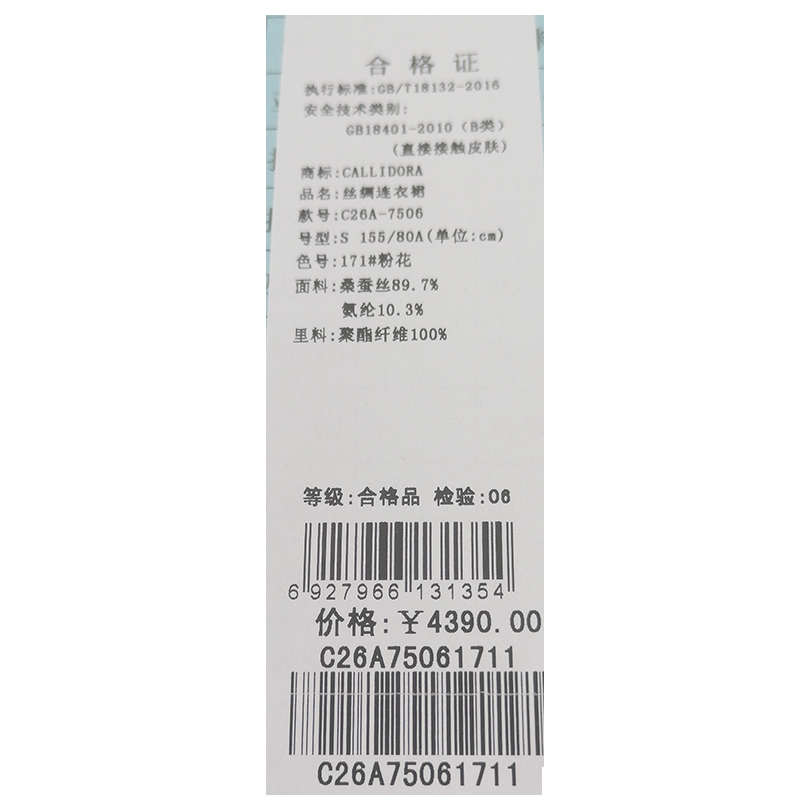 合格证
执行标准:GB/T18132-2016
安全技术类别:
GB18401-2010(B类)
(直接接触皮肤)
商标:CALLIDORA
品名:丝绸连衣裙
款号:C26A-7506
号型:S 155/80A(单位:cm)
色号:171#粉花
面料:桑蚕丝89.7%
氨纶10.3%
里料:聚酯纤维100%
等级:合格品 检验:06
6 927966 131354
价格:¥4390.00
C26A75061711
C26A75061711